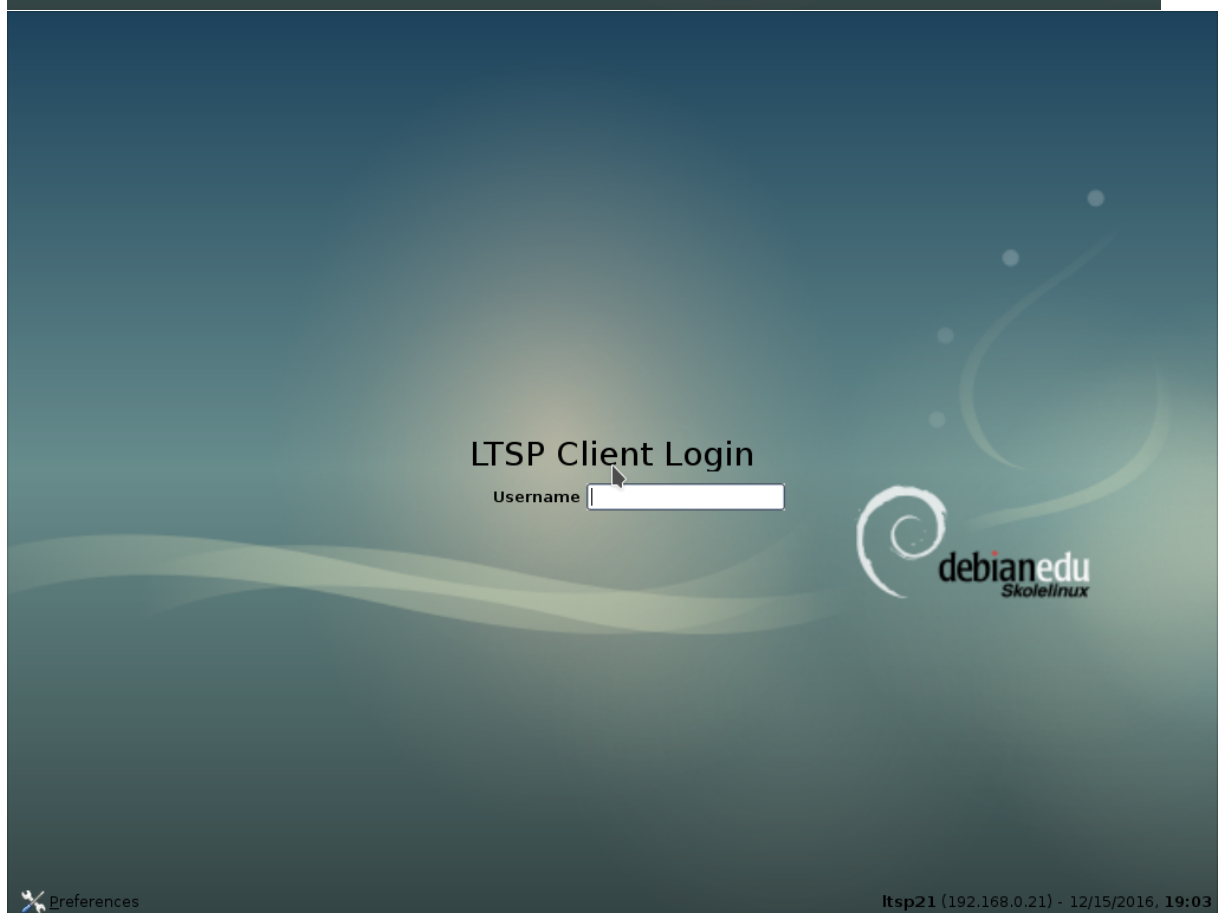 LTSP Client Login
Username
debianedu
Skolelinux
Preferences
ltsp21 (192.168.0.21) - 12/15/2016, 19:03